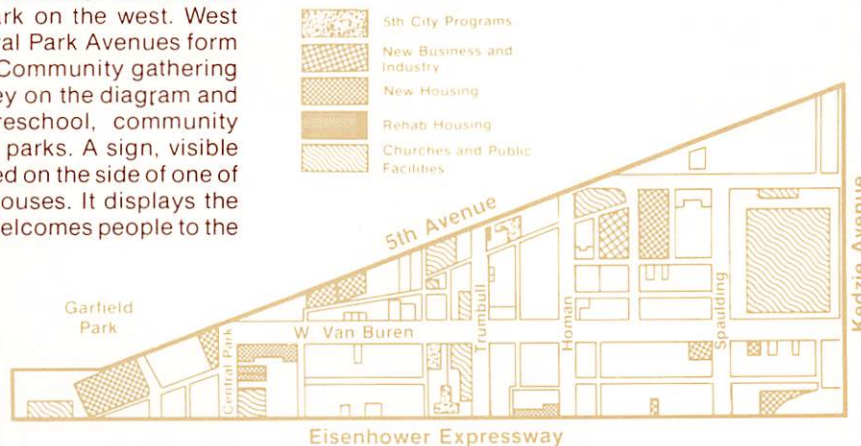 ark on the west. West
ral Park Avenues form
Community gathering
ey on the diagram and
reschool, community
parks. A sign, visible
ed on the side of one of
ouses. It displays the
elcomes people to the
5th City Programs
New Business and
Industry
New Housing
Rehab Housing
Churches and Public
Facilities
5th Avenue
Garfield
Park
W. Van Buren
Central Park
Trumbull
Homan
Spaulding
Kedzie Avenue
Eisenhower Expressway